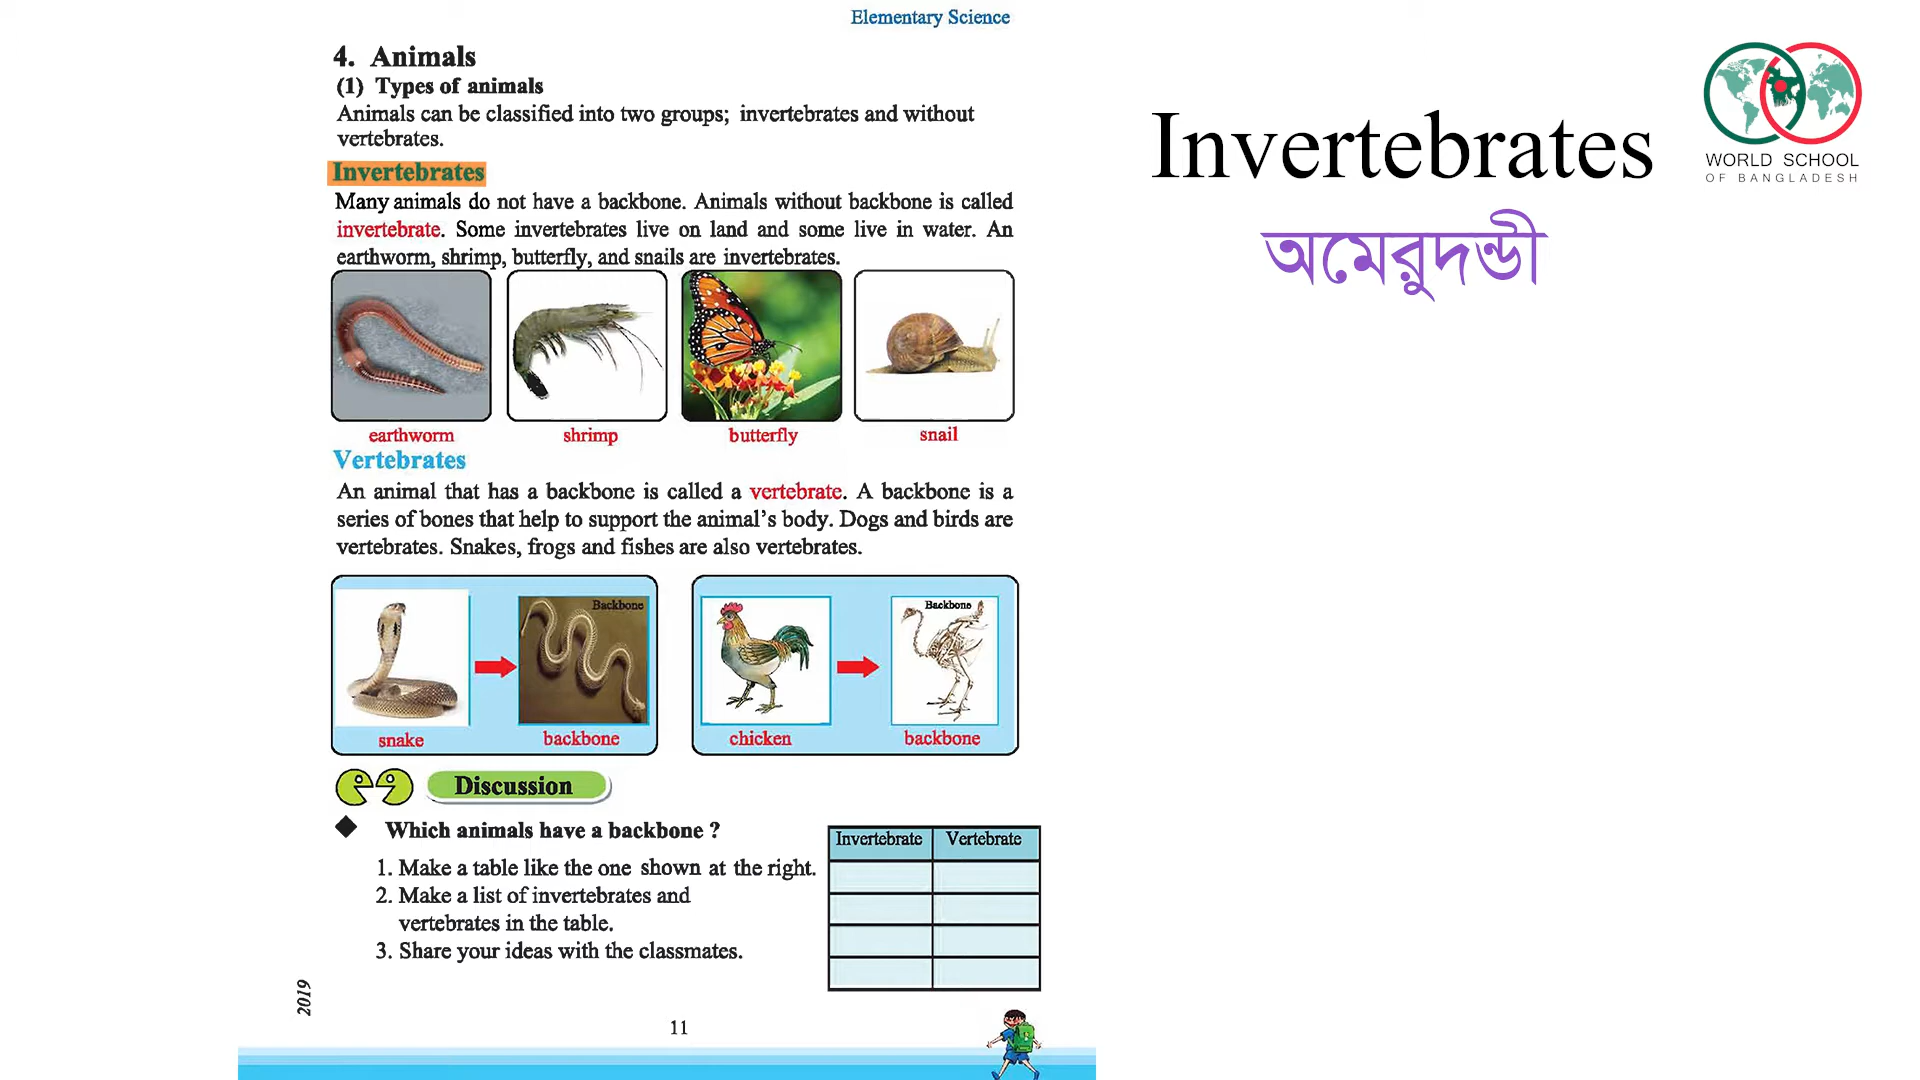 Elementary Science
4. Animals
(1) Types of animals
Animals can be classified into two groups; invertebrates and without
vertebrates.
Invertebrates
Many animals do not have a backbone. Animals without backbone is called
invertebrate. Some invertebrates live on land and some live in water. An
earthworm, shrimp, butterfly, and snails are invertebrates.
earthworm shrimp butterfly snail
Vertebrates
An animal that has a backbone is called a vertebrate. A backbone is a
series of bones that help to support the animal's body. Dogs and birds are
vertebrates. Snakes, frogs and fishes are also vertebrates.
Backbone
Backbone
snake backbone chicken backbone
Discussion
Which animals have a backbone ?
1. Make a table like the one shown at the right.
2. Make a list of invertebrates and
vertebrates in the table.
3. Share your ideas with the classmates.
Invertebrate Vertebrate
2019
11
Invertebrates
অমেরুদন্ডী
WORLD SCHOOL
OF BANGLADESH